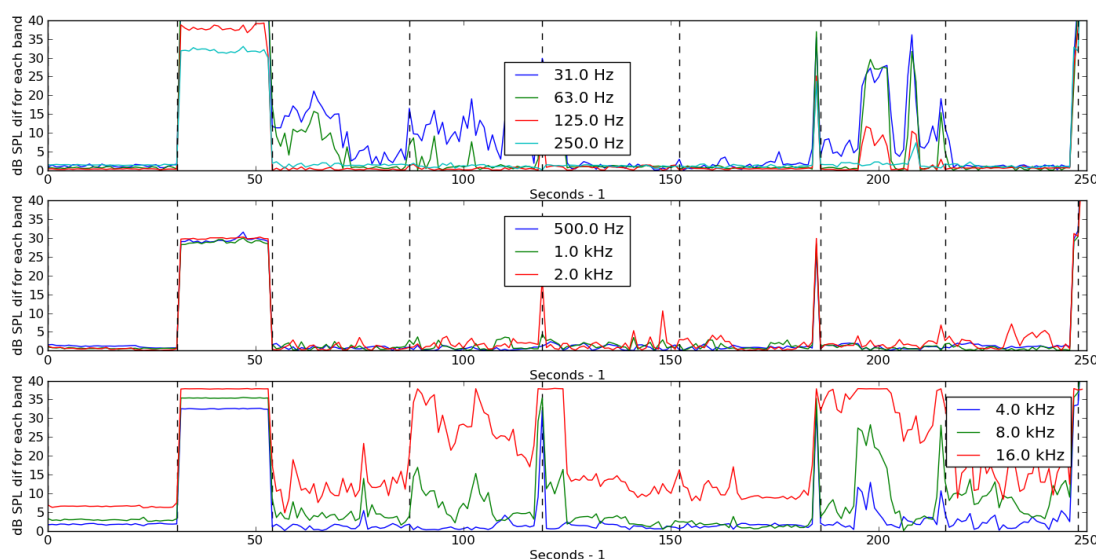 dB SPL dif for each band
40
35
30
25
20
15
10
5
0
31.0 Hz
63.0 Hz
125.0 Hz
250.0 Hz
0
50
100
150
200
250
Seconds - 1
dB SPL dif for each band
40
35
30
25
20
15
10
5
0
500.0 Hz
1.0 kHz
2.0 kHz
0
50
100
150
200
250
Seconds - 1
dB SPL dif for each band
40
35
30
25
20
15
10
5
0
4.0 kHz
8.0 kHz
16.0 kHz
0
50
100
150
200
250
Seconds - 1